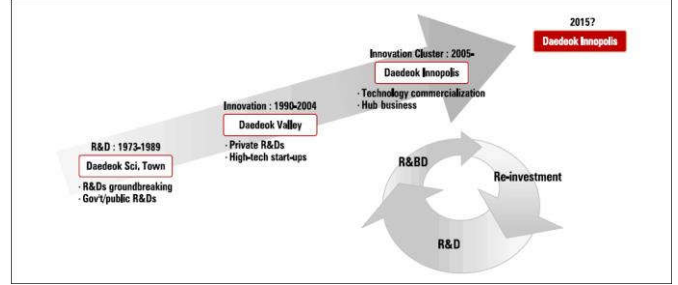 2015?
Daedeok Innopolis
Innovation Cluster : 2005-
Daedeok Innopolis
· Technology commercialization
· Hub business
Innovation : 1990-2004
Daedeok Valley
· Private R&Ds
· High-tech start-ups
R&D : 1973-1989
Daedeok Sci, Town
· R&Ds groundbreaking
· Gov't/public R&Ds
R&BD
Re-investment
R&D